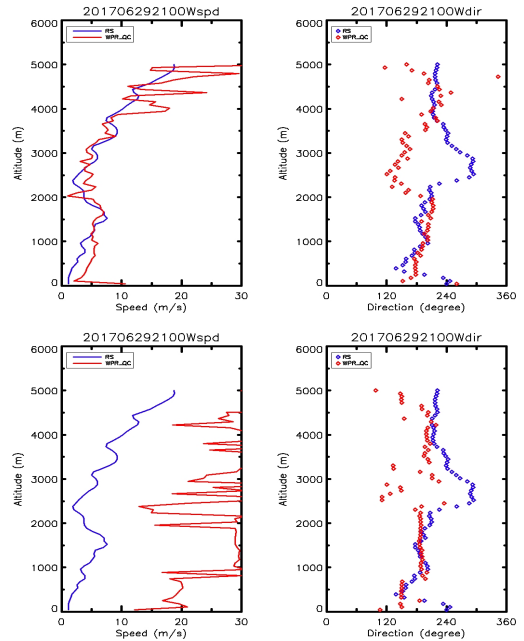 201706292100Wspd
6000
5000
4000
3000
2000
1000
0
Altitude (m)
RS
WPR_QC
0 10 20 30
Speed (m/s)
201706292100Wdir
6000
5000
4000
3000
2000
1000
0
Altitude (m)
RS
WPR_QC
0 120 240 360
Direction (degree)
201706292100Wspd
6000
5000
4000
3000
2000
1000
0
Altitude (m)
RS
WPR_QC
0 10 20 30
Speed (m/s)
201706292100Wdir
6000
5000
4000
3000
2000
1000
0
Altitude (m)
RS
WPR_QC
0 120 240 360
Direction (degree)